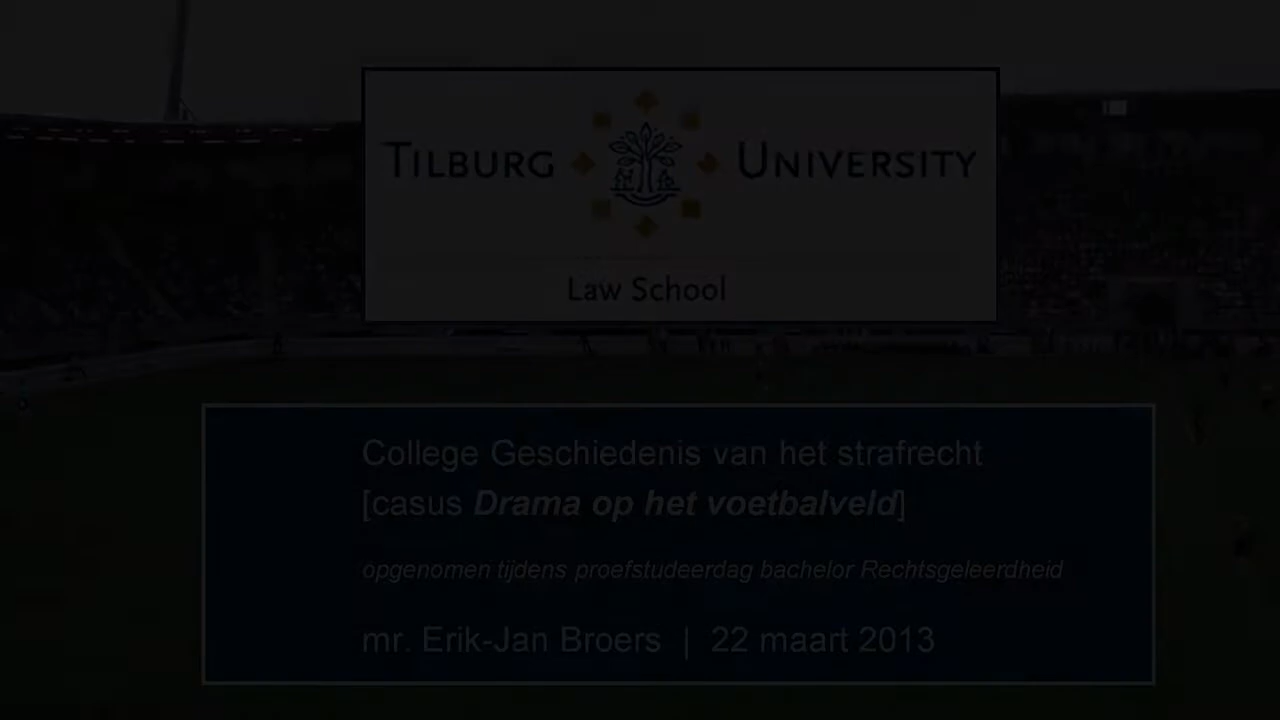 TILBURG UNIVERSITY
Law School
College Geschiedenis van het strafrecht
[casus Drama op het voetbalveld]
opgenomen tijdens proefstudeerdag bachelor Rechtsgeleerdheid
mr. Erik-Jan Broers | 22 maart 2013